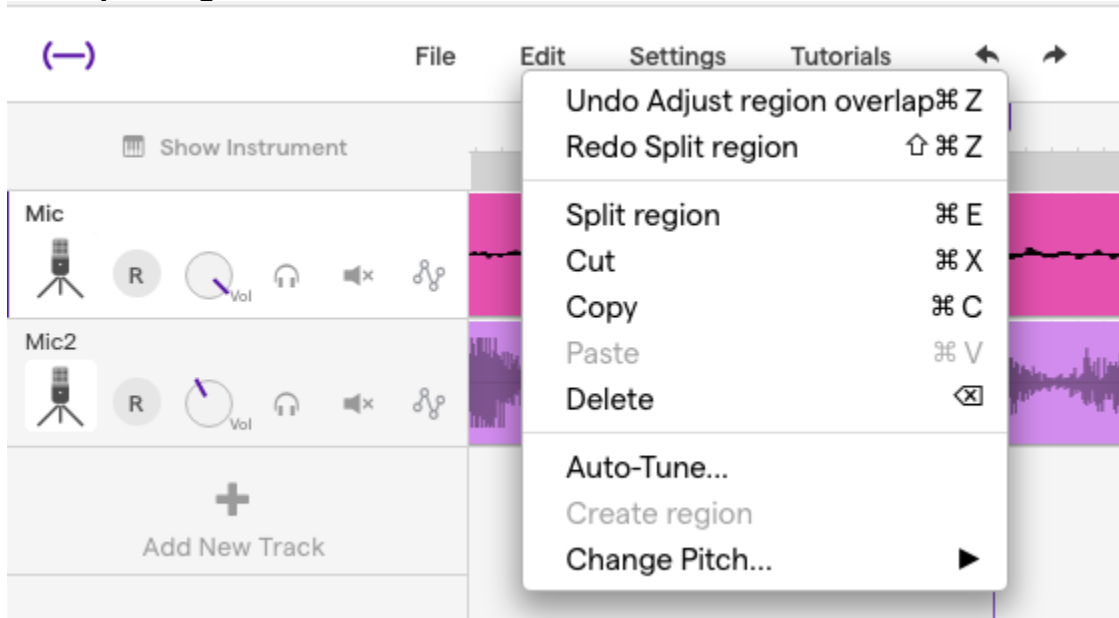 File Edit Settings Tutorials
Show Instrument
Mic
R Vol
Mic2
R Vol
Add New Track
Undo Adjust region overlap⌘ Z
Redo Split region ⇧ ⌘ Z
Split region ⌘ E
Cut ⌘ X
Copy ⌘ C
Paste ⌘ V
Delete ⌫
Auto-Tune...
Create region
Change Pitch...